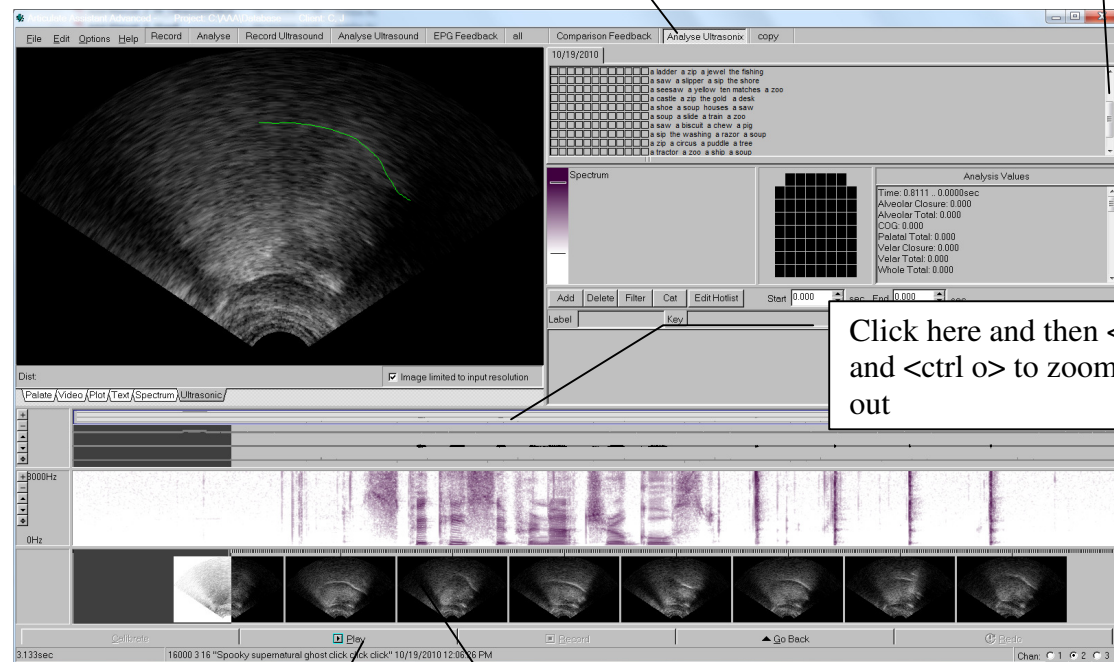 Articulate Assistant Advanced Project: C:\AAA\Database Client: C, J
File Edit Options Help Record Analyse Record Ultrasound Analyse Ultrasound EPG Feedback all Comparison Feedback Analyse Ultrasonix copy
10/19/2010
a ladder a zip a jewel the fishing
a saw a slipper a sip the shore
a seesaw a yellow ten matches a zoo
a castle a zip the gold a desk
a shoe a soup houses a saw
a soup a slide a train a zoo
a saw a biscuit a chew a pig
a sip the washing a razor a soup
a zip a circus a puddle a tree
a tractor a zoo a ship a soup
Spectrum
Analysis Values
Time: 0.8111 .. 0.0000sec
Alveolar Closure: 0.000
Alveolar Total: 0.000
COG: 0.000
Palatal Total: 0.000
Velar Closure: 0.000
Velar Total: 0.000
Whole Total: 0.000
Add Delete Filter Cat Edit Hotlist Start 0.000 sec End 0.000
Label Key
Click here and then <
and <ctrl o> to zoom
out
Dist: Image limited to input resolution
Palate Video Plot Text Spectrum Ultrasonic
8000Hz
0Hz
Calibrate Play Record Go Back Redo
3.133sec 16000 3 16 "Spooky supernatural ghost click click click" 10/19/2010 12:06:26 PM Chan: 1 2 3